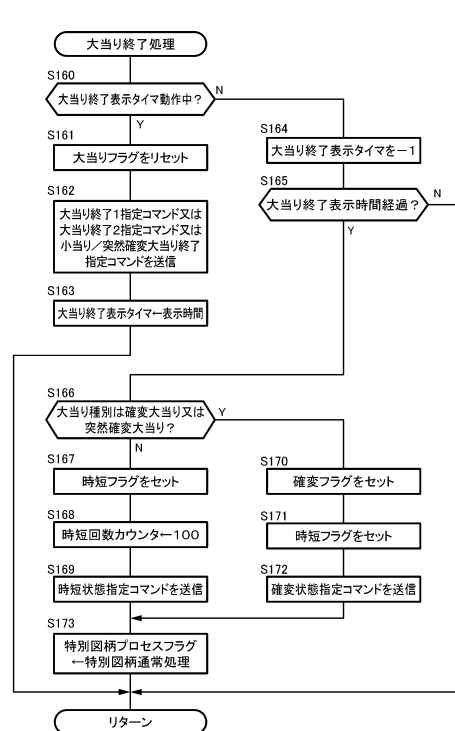 大当り終了処理
S160
大当り終了表示タイマ動作中？
N
Y
S161
大当りフラグをリセット
S162
大当り終了1指定コマンド又は
大当り終了2指定コマンド又は
小当り／突然確変大当り終了
指定コマンドを送信
S163
大当り終了表示タイマ←表示時間
S164
大当り終了表示タイマを－1
S165
大当り終了表示時間経過？
N
Y
S166
大当り種別は確変大当り又は
突然確変大当り？
Y
N
S167
時短フラグをセット
S168
時短回数カウンタ←100
S169
時短状態指定コマンドを送信
S170
確変フラグをセット
S171
時短フラグをセット
S172
確変状態指定コマンドを送信
S173
特別図柄プロセスフラグ
←特別図柄通常処理
リターン